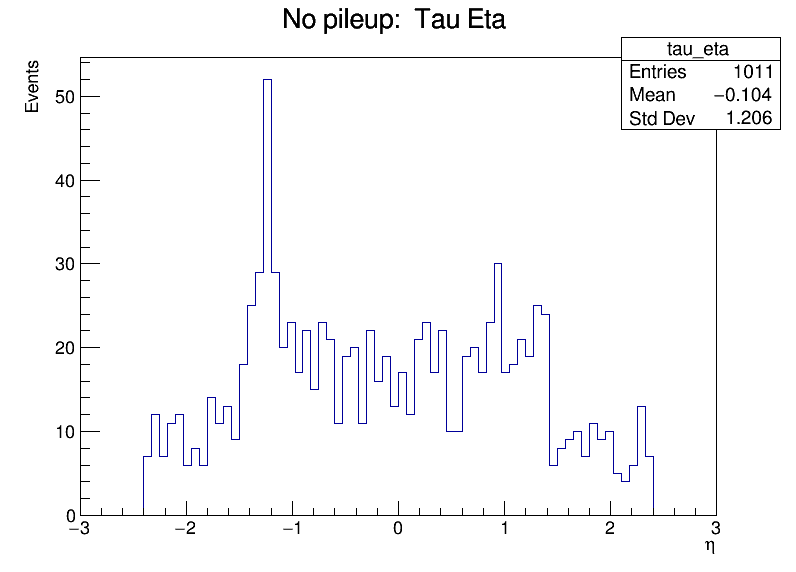 No pileup: Tau Eta
tau_eta
Entries 1011
Mean −0.104
Std Dev 1.206
Events
50
40
30
20
10
0
−3 −2 −1 0 1 2 3
η